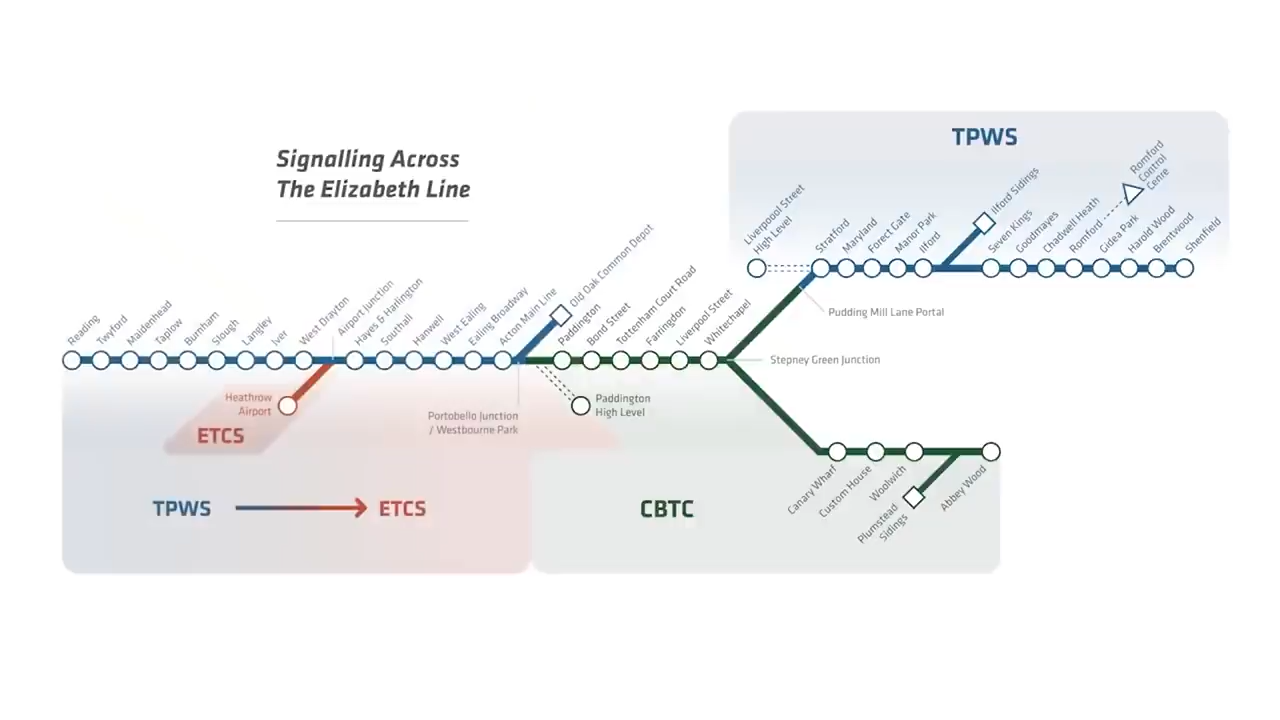 Signalling Across
The Elizabeth Line
TPWS
Liverpoool Street
High Level
Stratford
Maryland
Forect Gate
Manor Park
Ilford
Ilford Sidings
Seven Kings
Goodmayes
Chadwell Heath
Romford
Romford
Control
Cenre
Gidea Park
Harold Wood
Brentwood
Shenfield
Pudding Mill Lane Portal
Reading
Twyford
Maidenhead
Taplow
Burnham
Slough
Langley
Iver
West Drayton
Airport Junction
Hayes & Harlington
Southall
Hanwell
West Ealing
Ealing Broadway
Acton Main Line
Old Oak Common Depot
Paddington
Bond Street
Tottenham Court Road
Farringdon
Liverpool Street
Whitechapel
Stepney Green Junction
Heathrow
Airport
ETCS
Portobello Junction
/ Westbourne Park
Paddington
High Level
Canary Wharf
Custom House
Woolwich
Plumstead
Sidings
Abbey Wood
TPWS
ETCS
CBTC